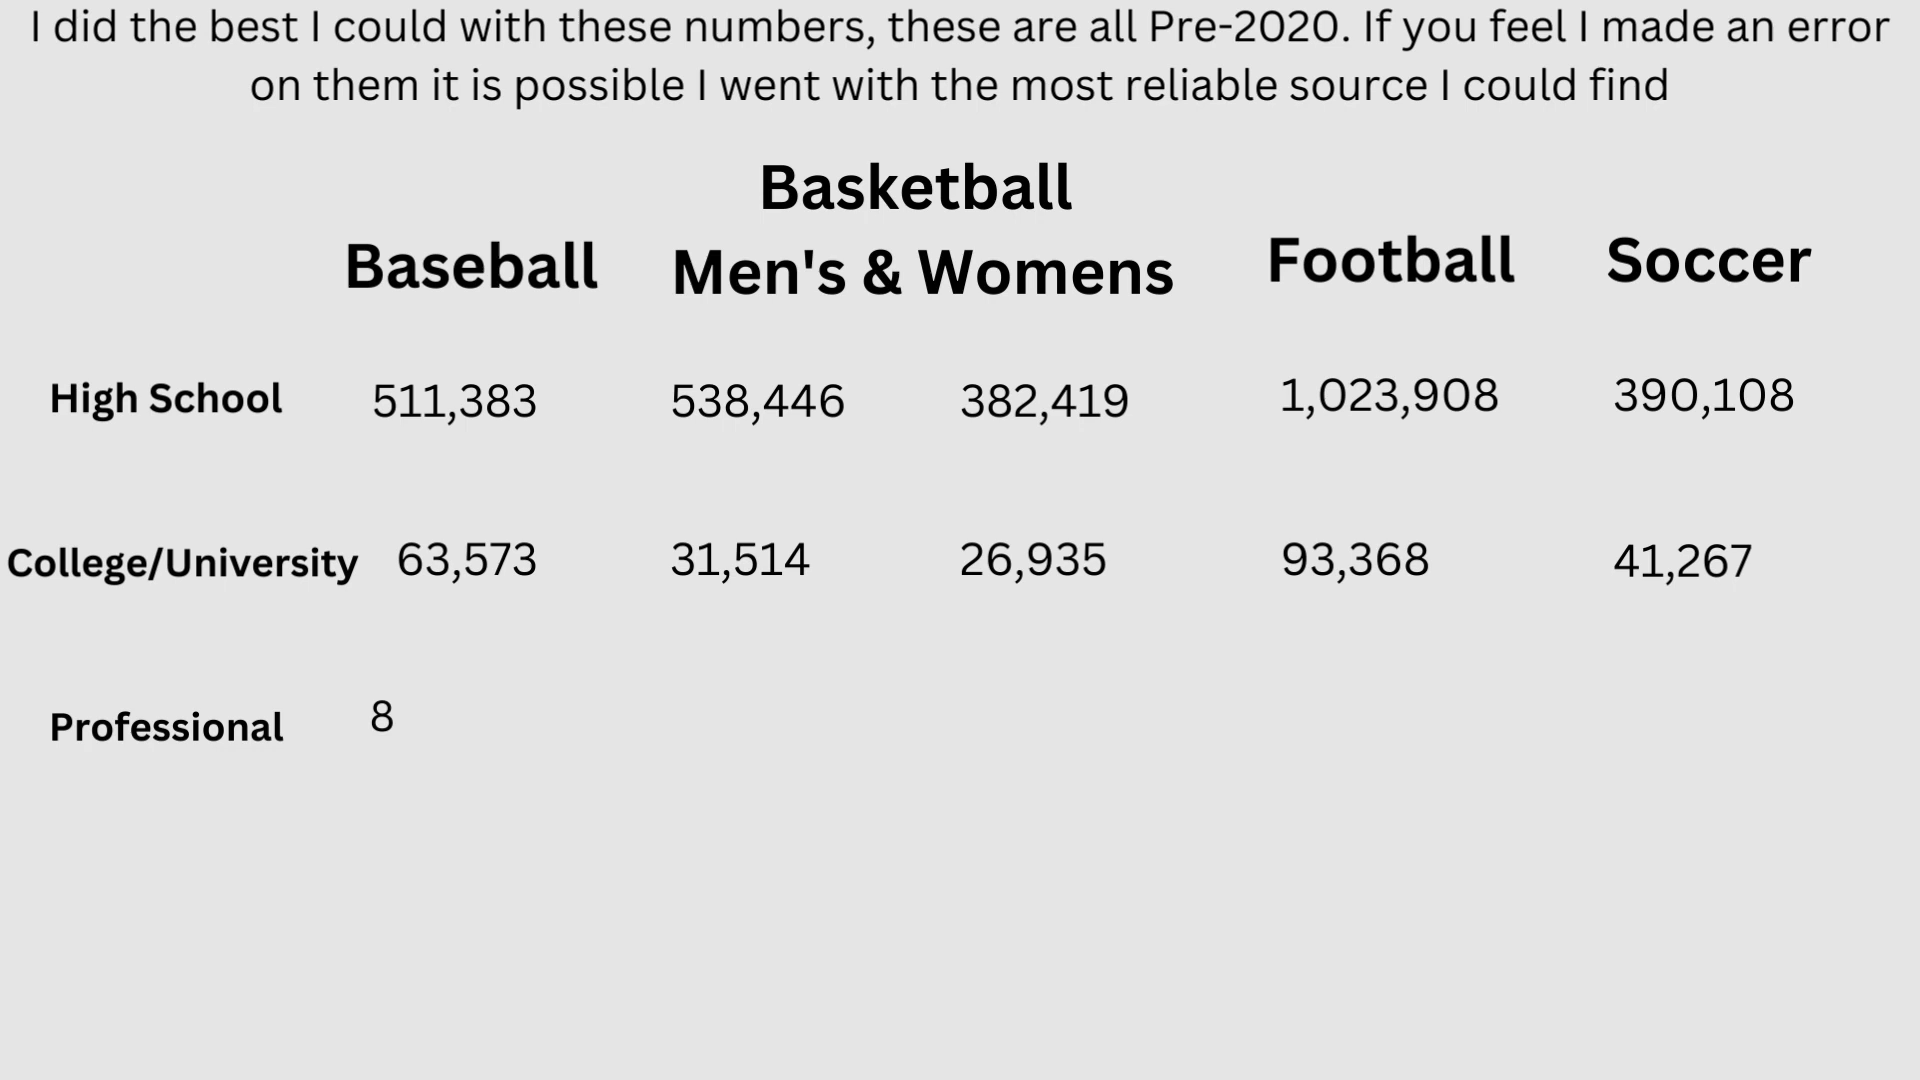 I did the best I could with these numbers, these are all Pre-2020. If you feel I made an error
on them it is possible I went with the most reliable source I could find
Basketball
Baseball Men's & Womens Football Soccer
High School 511,383 538,446 382,419 1,023,908 390,108
College/University 63,573 31,514 26,935 93,368 41,267
Professional 8